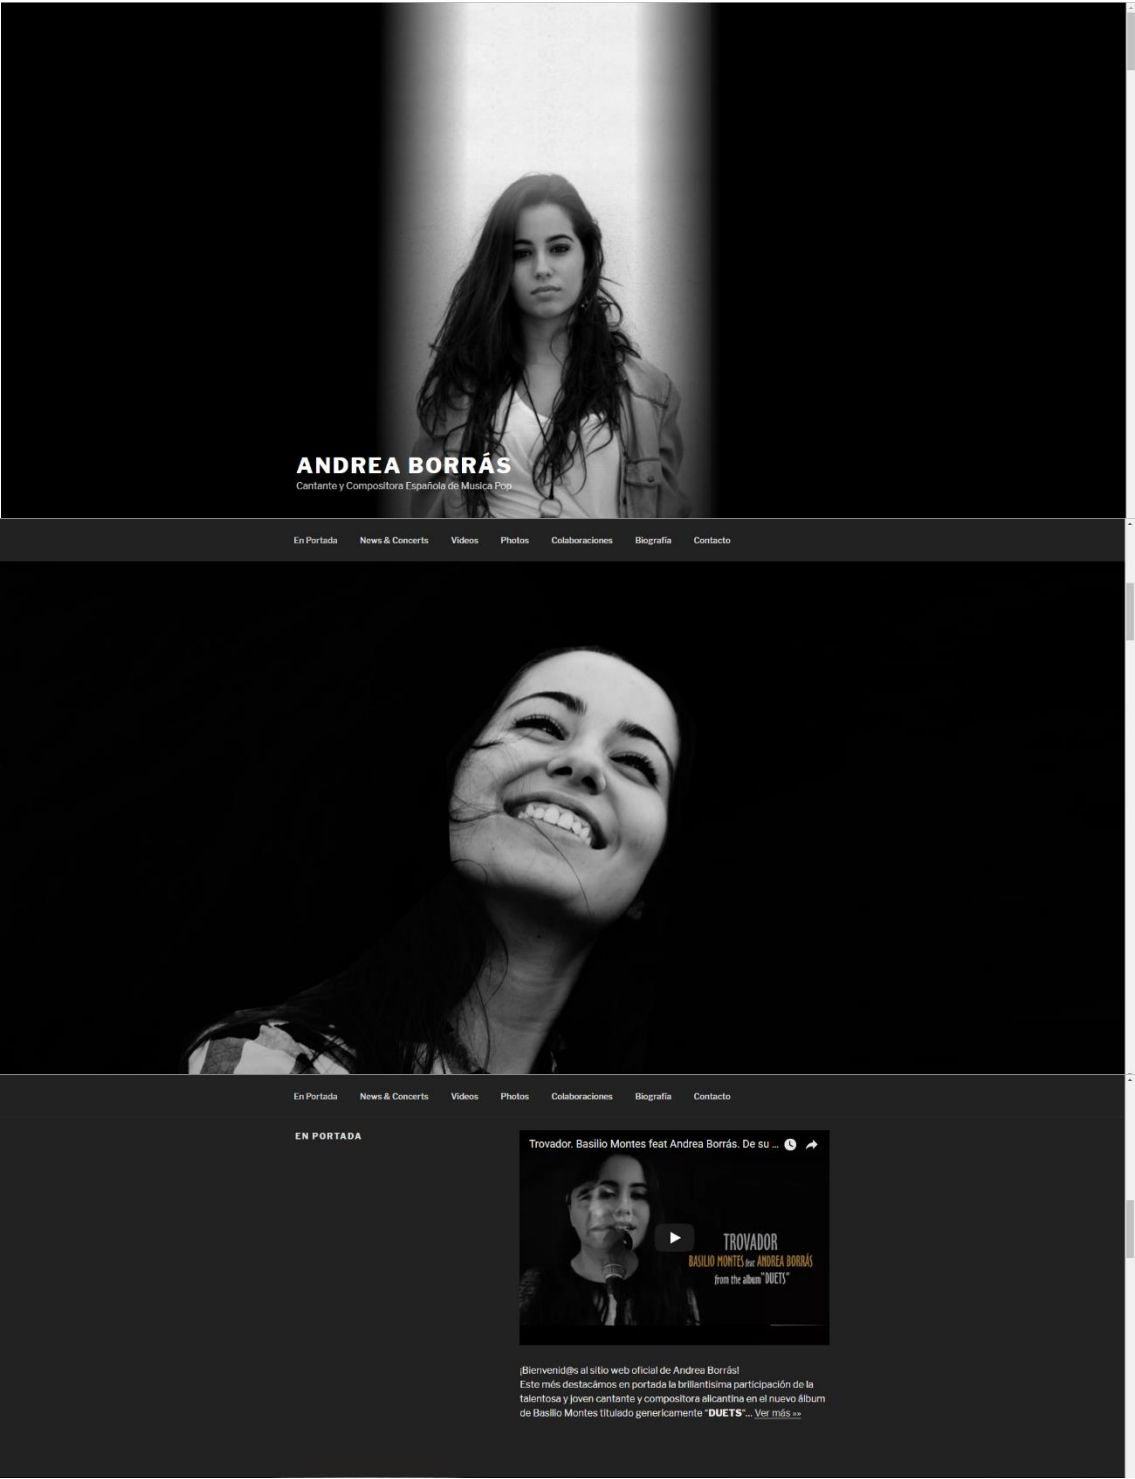 ANDREA BORRÁS
Cantante y Compositora Española de Musica Pop
En Portada News & Concerts Videos Photos Colaboraciones Biografía Contacto
En Portada News & Concerts Videos Photos Colaboraciones Biografía Contacto
EN PORTADA
Trovador. Basilio Montes feat Andrea Borrás. De su ...
TROVADOR
BASILIO MONTES feat ANDREA BORRÁS
from the album "DUETS"
¡Bienvenid@s al sitio web oficial de Andrea Borrás!
Este més destacâmos en portada la brillantisima participación de la
talentosa y joven cantante y compositora alicantina en el nuevo álbum
de Basilio Montes titulado genericamente "DUETS"... Ver más »»